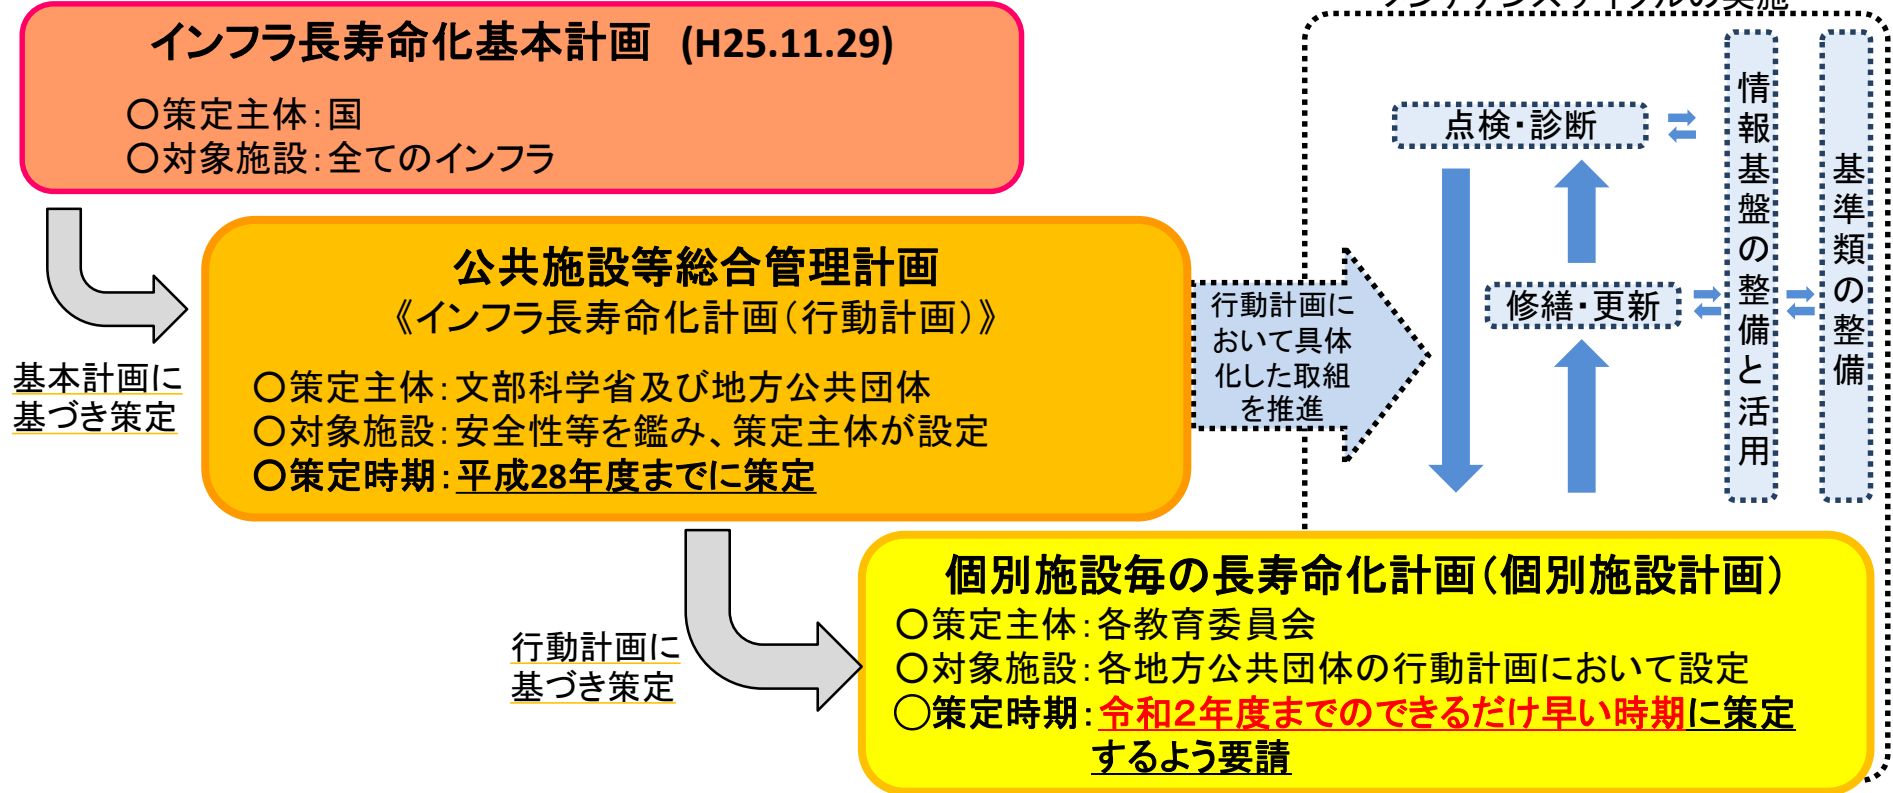 インフラ長寿命化基本計画 (H25.11.29)
○策定主体：国
○対象施設：全てのインフラ
基本計画に
基づき策定
公共施設等総合管理計画
《インフラ長寿命化計画（行動計画）》
○策定主体：文部科学省及び地方公共団体
○対象施設：安全性等を鑑み、策定主体が設定
○策定時期：平成28年度までに策定
行動計画に
おいて具体
化した取組
を推進
メンテナンスサイクルの実施
点検・診断
修繕・更新
情報基盤の整備と活用
基準類の整備
行動計画に
基づき策定
個別施設毎の長寿命化計画（個別施設計画）
○策定主体：各教育委員会
○対象施設：各地方公共団体の行動計画において設定
○策定時期：令和２年度までのできるだけ早い時期に策定
するよう要請